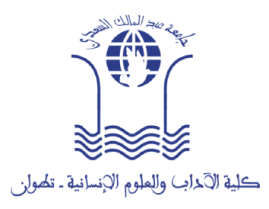 جامعة عبد المالك السعدي
كلية الآداب والعلوم الإنسانية - تطوان